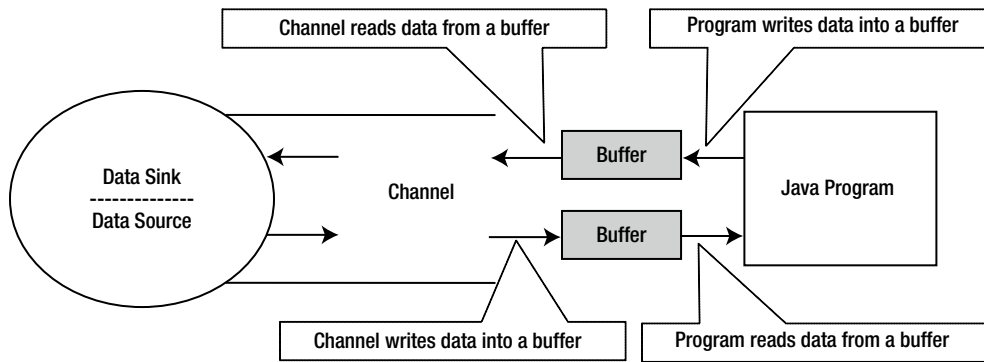 Channel reads data from a buffer
Program writes data into a buffer
Data Sink
--------------
Data Source
Channel
Buffer
Buffer
Java Program
Channel writes data into a buffer
Program reads data from a buffer